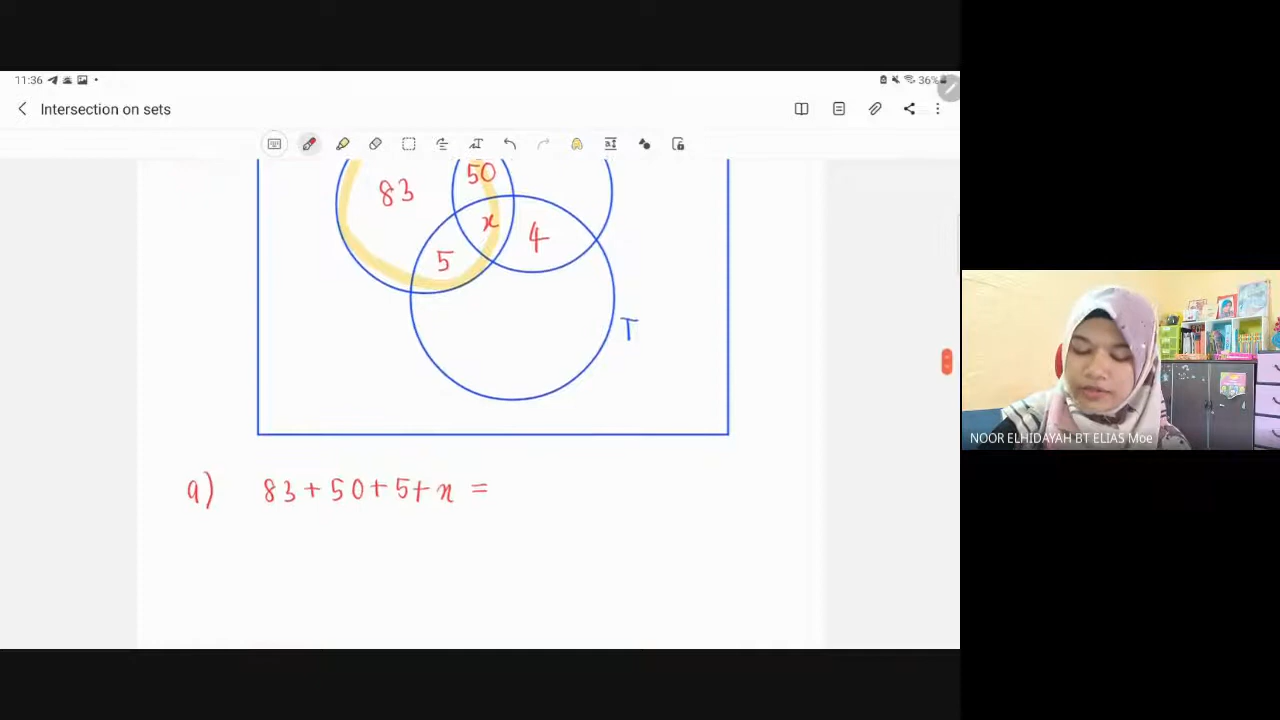 11:36
36%
Intersection on sets
50
83
x
4
5
T
a) 83 + 50 + 5 + x =
NOOR ELHIDAYAH BT ELIAS Moe